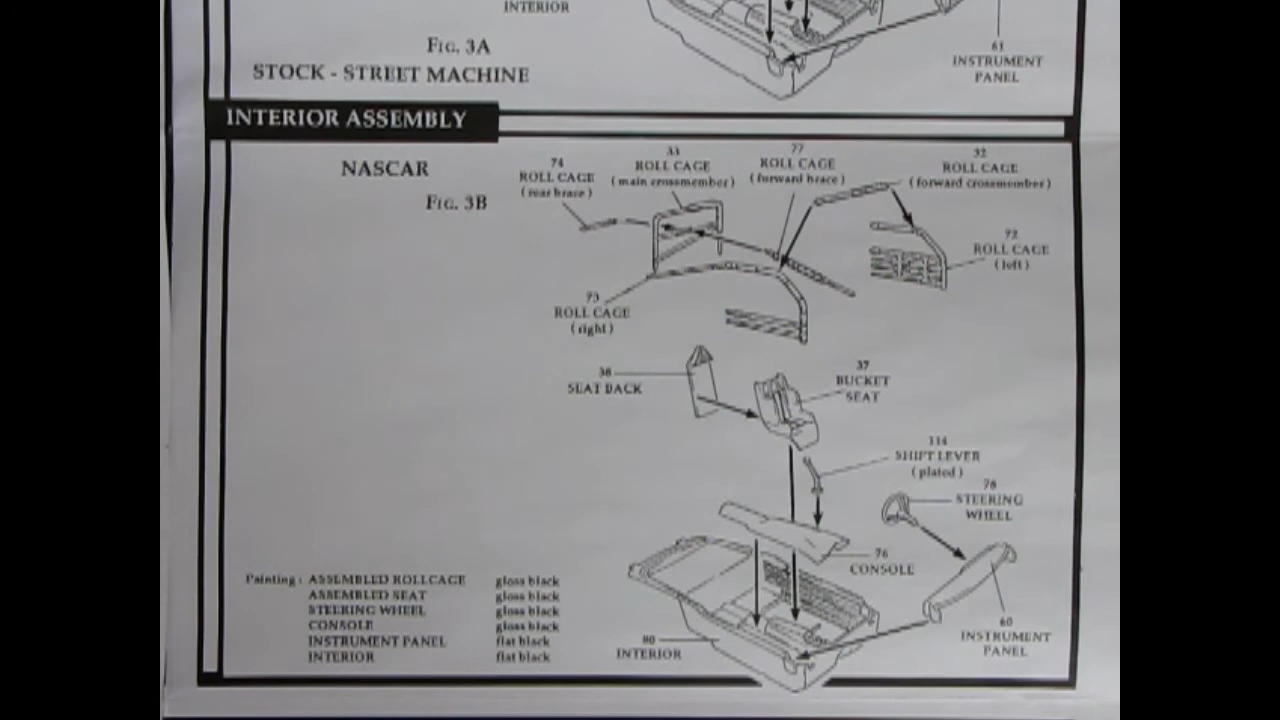 INTERIOR
FIG. 3A
STOCK - STREET MACHINE
61
INSTRUMENT
PANEL
INTERIOR ASSEMBLY
NASCAR
FIG. 3B
74
ROLL CAGE
( rear brace )
33
ROLL CAGE
( main crossmember )
77
ROLL CAGE
( forward brace )
32
ROLL CAGE
( forward crossmember )
72
ROLL CAGE
( left )
73
ROLL CAGE
( right )
38
SEAT BACK
37
BUCKET
SEAT
114
SHIFT LEVER
( plated )
78
STEERING
WHEEL
76
CONSOLE
60
INSTRUMENT
PANEL
80
INTERIOR
Painting : ASSEMBLED ROLLCAGE gloss black
ASSEMBLED SEAT gloss black
STEERING WHEEL gloss black
CONSOLE gloss black
INSTRUMENT PANEL flat black
INTERIOR flat black